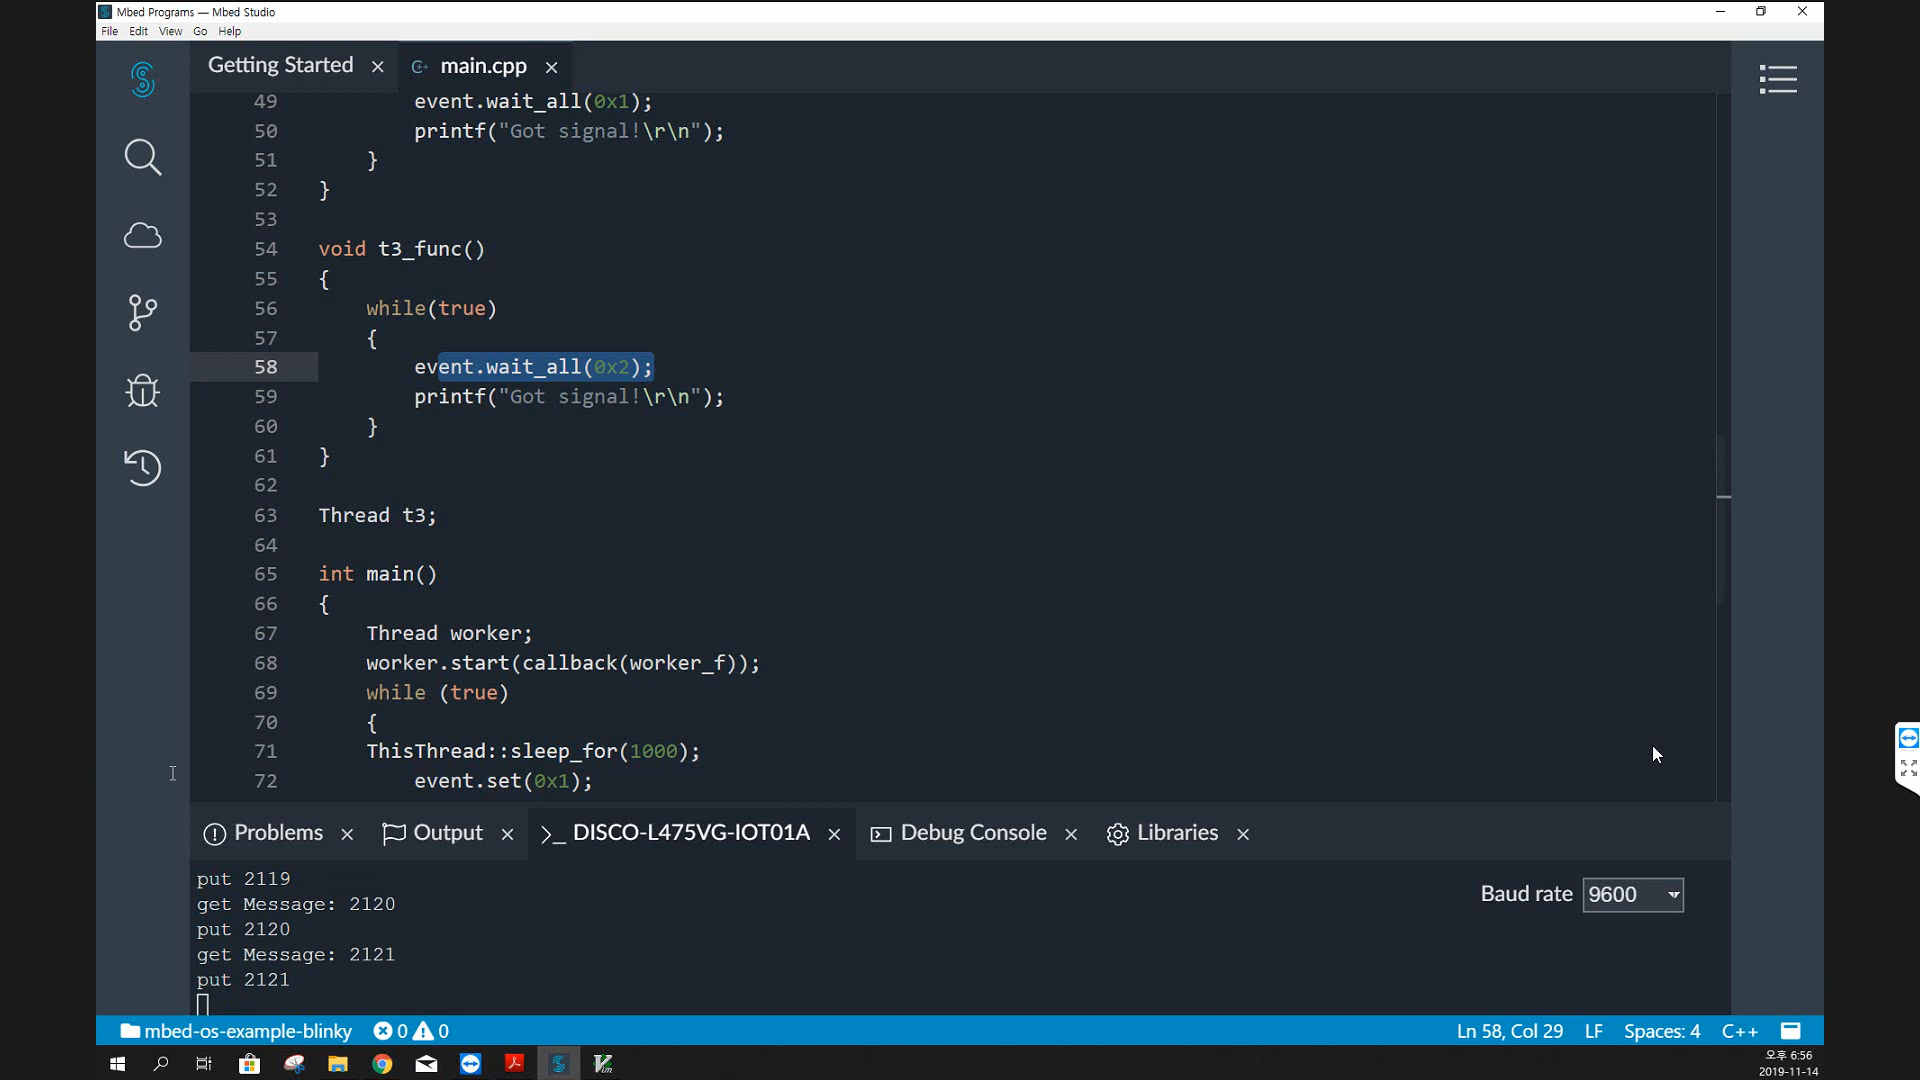 Mbed Programs — Mbed Studio
File Edit View Go Help
Getting Started × main.cpp ×
49 event.wait_all(0x1);
50 printf("Got signal!\r\n");
51 }
52 }
53
54 void t3_func()
55 {
56 while(true)
57 {
58 event.wait_all(0x2);
59 printf("Got signal!\r\n");
60 }
61 }
62
63 Thread t3;
64
65 int main()
66 {
67 Thread worker;
68 worker.start(callback(worker_f));
69 while (true)
70 {
71 ThisThread::sleep_for(1000);
72 event.set(0x1);
Problems × Output × >_ DISCO-L475VG-IOT01A × Debug Console × Libraries ×
put 2119
get Message: 2120
put 2120
get Message: 2121
put 2121
Baud rate 9600
mbed-os-example-blinky 0 0 Ln 58, Col 29 LF Spaces: 4 C++
오후 6:56
2019-11-14